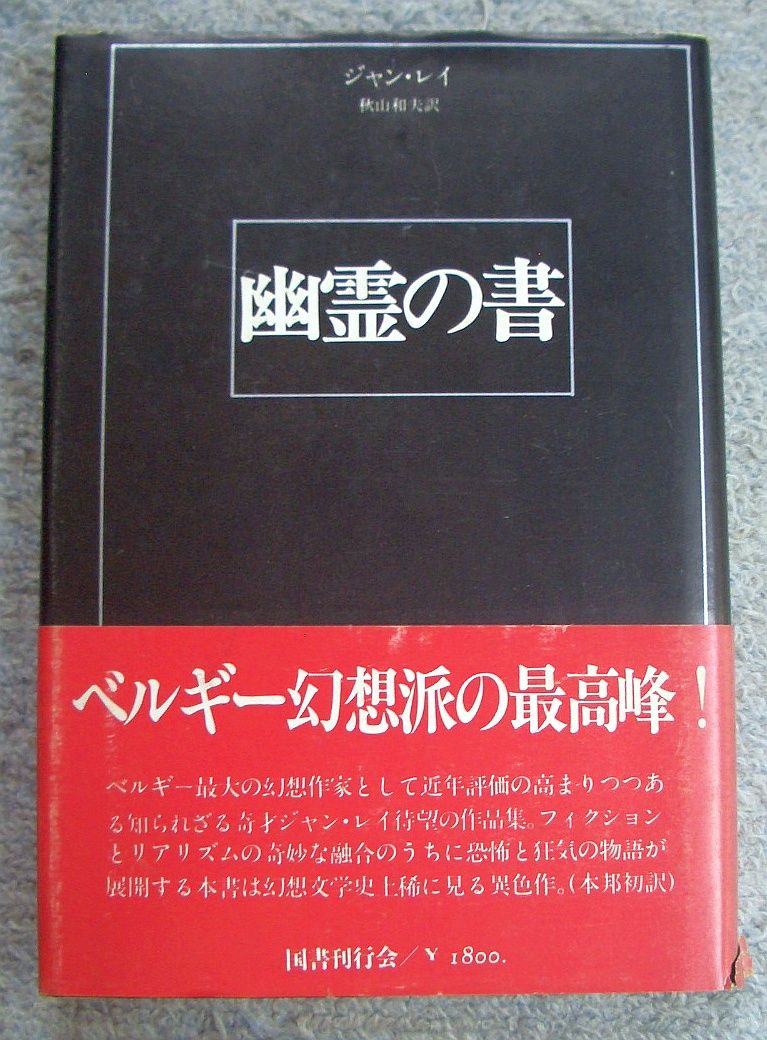 ジャン・レイ
秋山和夫訳
幽霊の書
ベルギー幻想派の最高峰！
ベルギー最大の幻想作家として近年評価の高まりつつあ
る知られざる奇才ジャン・レイ待望の作品集。フィクション
とリアリズムの奇妙な融合のうちに恐怖と狂気の物語が
展開する本書は幻想文学史上稀に見る異色作。(本邦初訳)
国書刊行会／¥ 1800.